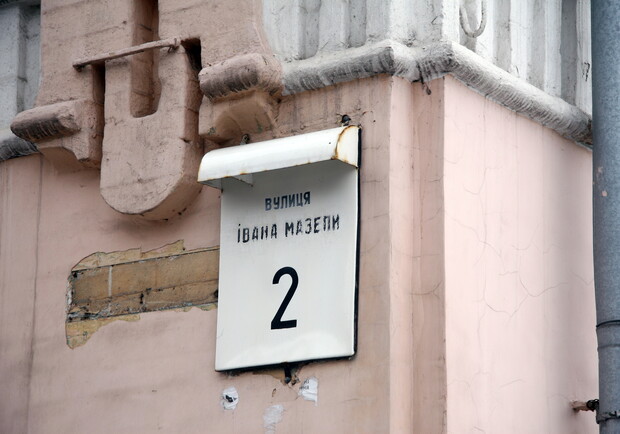 вулиця
івана мазепи
2